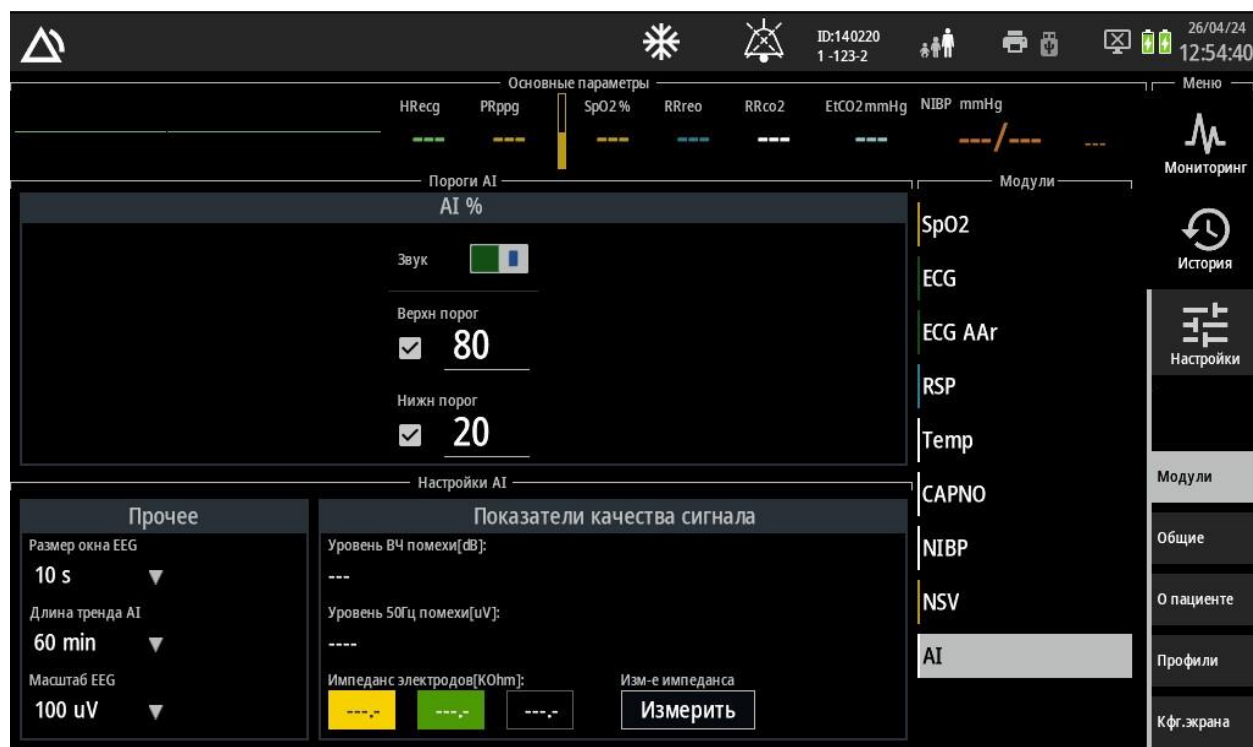 ID:140220
1 -123-2
26/04/24
12:54:40
Основные параметры
Меню
HRecg PRppg SpO2 % RRreo RRco2 EtCO2 mmHg NIBP mmHg
--- --- --- --- --- --- ---/--- ---
Мониторинг
Пороги AI
Модули
AI %
Звук
Верхн порог
80
Нижн порог
20
SpO2
ECG
ECG AAr
RSP
Temp
CAPNO
NIBP
NSV
AI
История
Настройки
Модули
Общие
О пациенте
Профили
Кфг.экрана
Настройки AI
Прочее
Размер окна EEG
10 s
Длина тренда AI
60 min
Масштаб EEG
100 uV
Показатели качества сигнала
Уровень ВЧ помехи[dB]:
---
Уровень 50Гц помехи[uV]:
----
Импеданс электродов[KOhm]: Изм-е импеданса
---.- ---.- ---.- Измерить